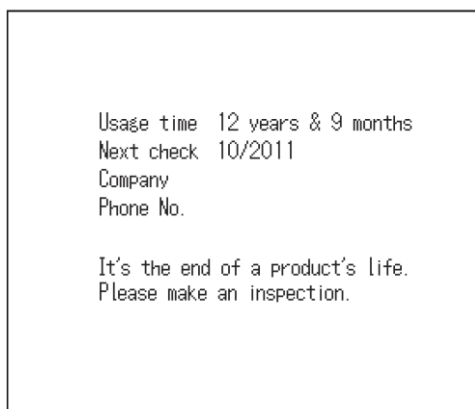 Usage time 12 years & 9 months
Next check 10/2011
Company
Phone No.
It's the end of a product's life.
Please make an inspection.